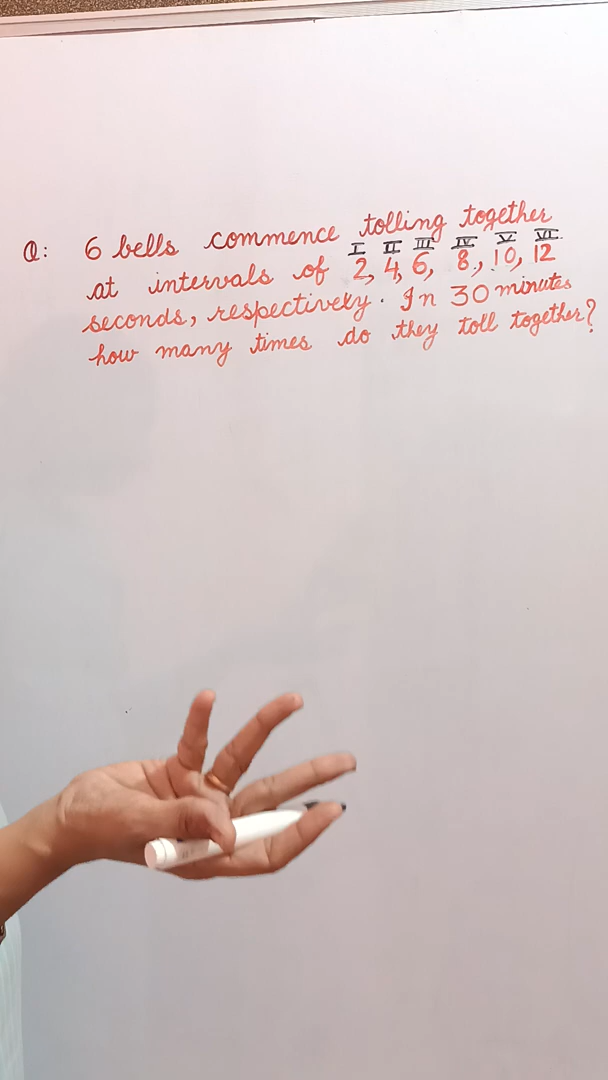 Q: 6 bells commence tolling together
I II III IV V VI
at intervals of 2, 4, 6, 8, 10, 12
seconds, respectively. In 30 minutes
how many times do they toll together?